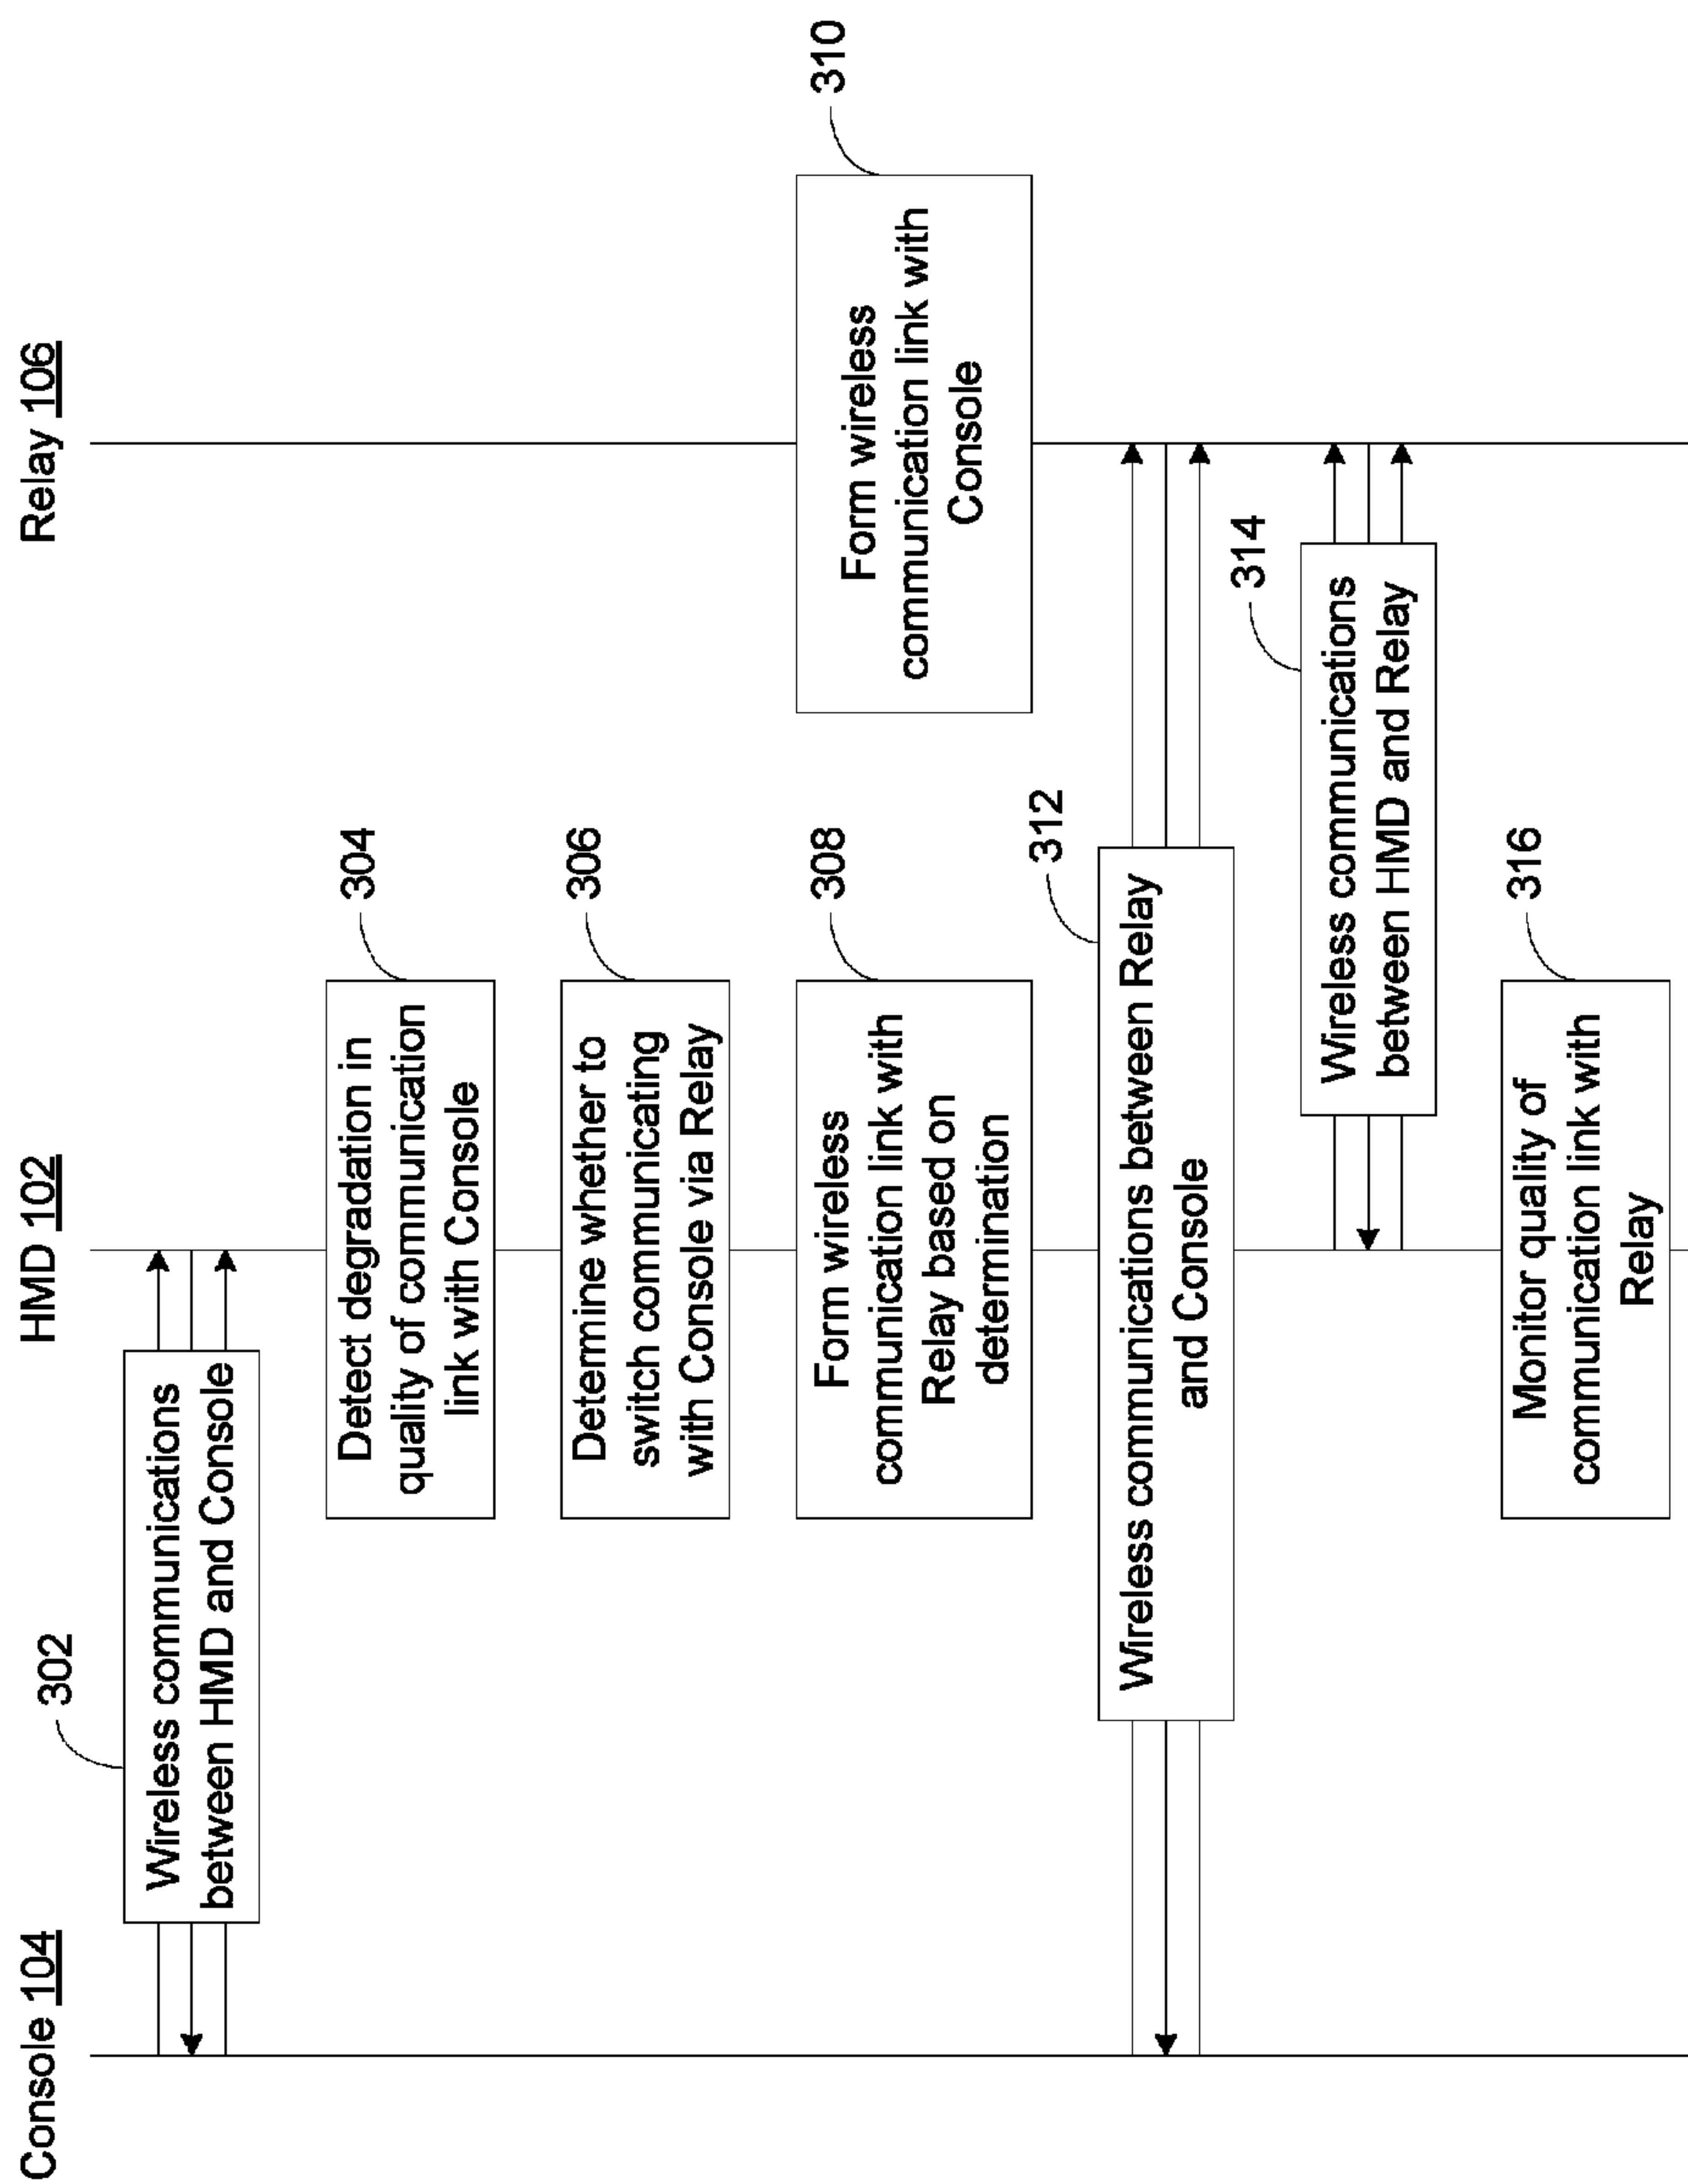 Console 104
HMD 102
Relay 106
302
Wireless communications
between HMD and Console
304
Detect degradation in
quality of communication
link with Console
306
Determine whether to
switch communicating
with Console via Relay
308
Form wireless
communication link with
Relay based on
determination
310
Form wireless
communication link with
Console
312
Wireless communications between Relay
and Console
314
Wireless communications
between HMD and Relay
316
Monitor quality of
communication link with
Relay